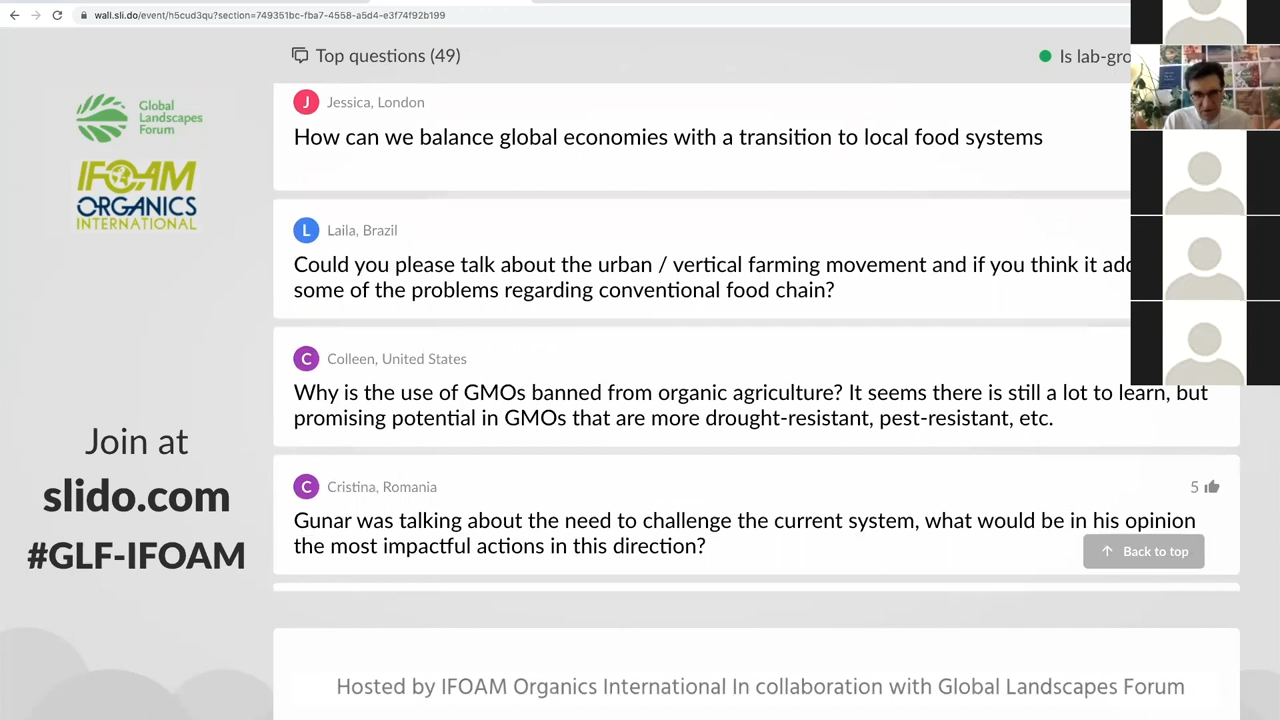 wall.sli.do/event/h5cud3qu?section=749351bc-fba7-4558-a5d4-e3f74f92b199
Top questions (49)
Is lab-gro
Global
Landscapes
Forum
IFOAM
ORGANICS
INTERNATIONAL
Join at
slido.com
#GLF-IFOAM
J
Jessica, London
How can we balance global economies with a transition to local food systems
L
Laila, Brazil
Could you please talk about the urban / vertical farming movement and if you think it
some of the problems regarding conventional food chain?
C
Colleen, United States
Why is the use of GMOs banned from organic agriculture? It seems there is still a lot to learn, but
promising potential in GMOs that are more drought-resistant, pest-resistant, etc.
C
Cristina, Romania
5
Gunar was talking about the need to challenge the current system, what would be in his opinion
the most impactful actions in this direction?
Back to top
Hosted by IFOAM Organics International In collaboration with Global Landscapes Forum